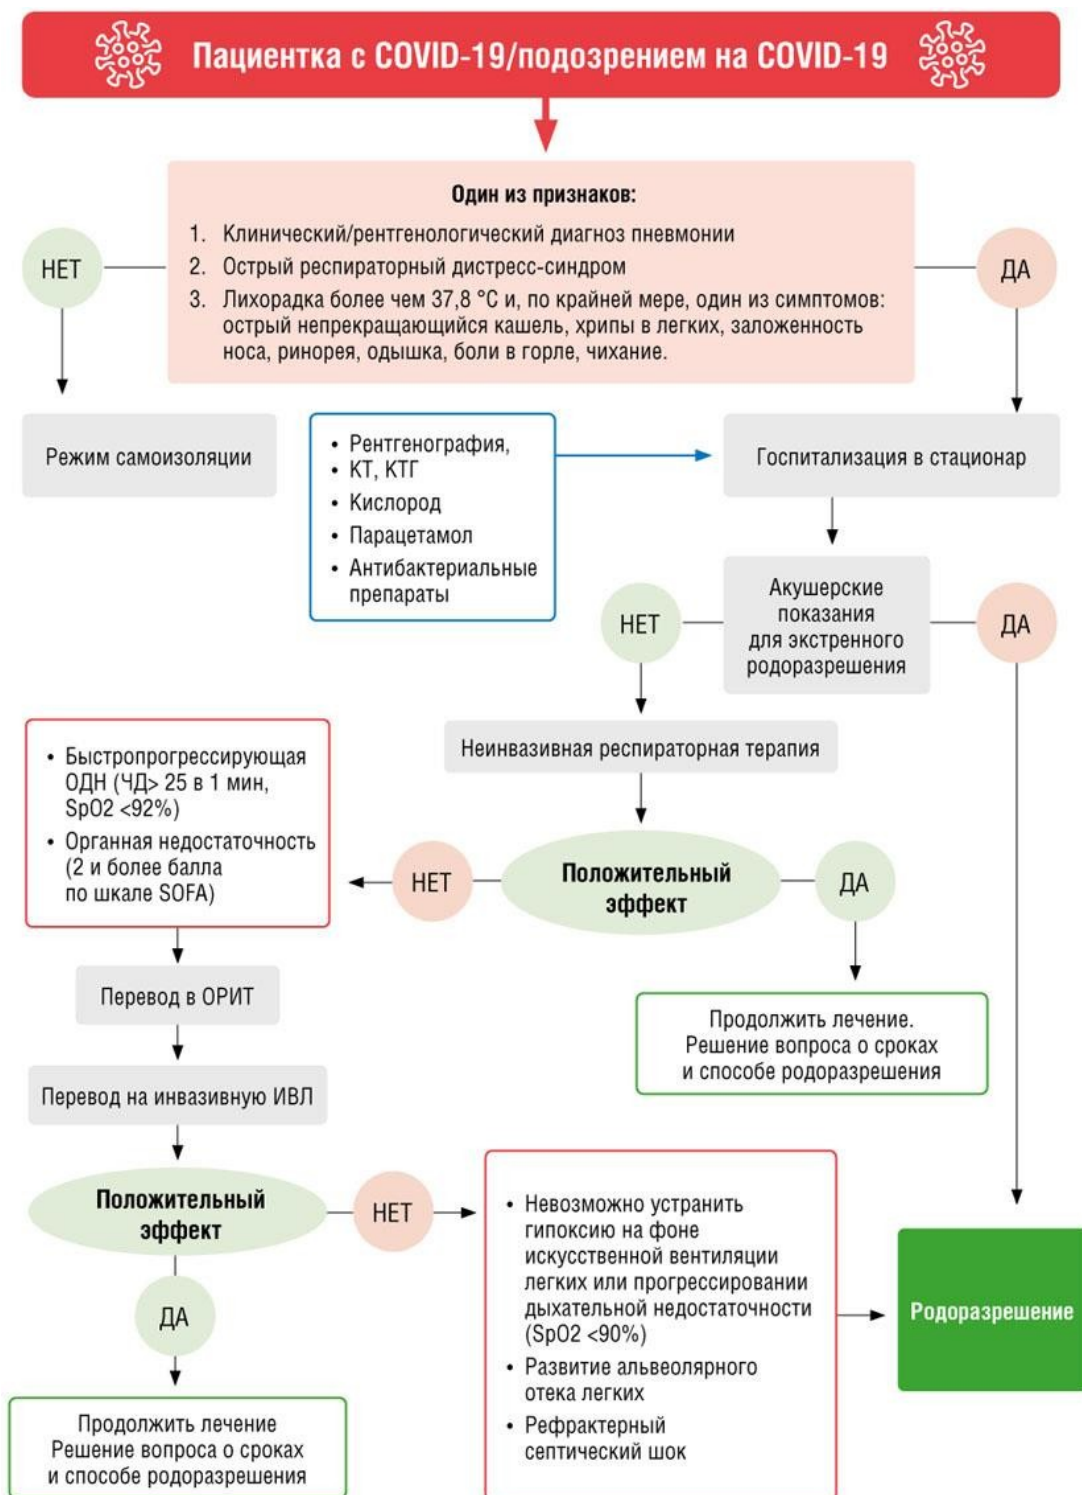 Пациентка с COVID-19/подозрением на COVID-19
Один из признаков:
1. Клинический/рентгенологический диагноз пневмонии
2. Острый респираторный дистресс-синдром
3. Лихорадка более чем 37,8 °C и, по крайней мере, один из симптомов:
острый непрекращающийся кашель, хрипы в легких, заложенность
носа, ринорея, одышка, боли в горле, чихание.
НЕТ
ДА
Режим самоизоляции
• Рентгенография,
• КТ, КТГ
• Кислород
• Парацетамол
• Антибактериальные
препараты
Госпитализация в стационар
Акушерские
показания
для экстренного
родоразрешения
НЕТ
ДА
Неинвазивная респираторная терапия
• Быстропрогрессирующая
ОДН (ЧД> 25 в 1 мин,
SpO2 <92%)
• Органная недостаточность
(2 и более балла
по шкале SOFA)
НЕТ
Положительный
эффект
ДА
Перевод в ОРИТ
Продолжить лечение.
Решение вопроса о сроках
и способе родоразрешения
Перевод на инвазивную ИВЛ
Положительный
эффект
НЕТ
• Невозможно устранить
гипоксию на фоне
искусственной вентиляции
легких или прогрессировании
дыхательной недостаточности
(SpO2 <90%)
• Развитие альвеолярного
отека легких
• Рефрактерный
септический шок
Родоразрешение
ДА
Продолжить лечение
Решение вопроса о сроках
и способе родоразрешения